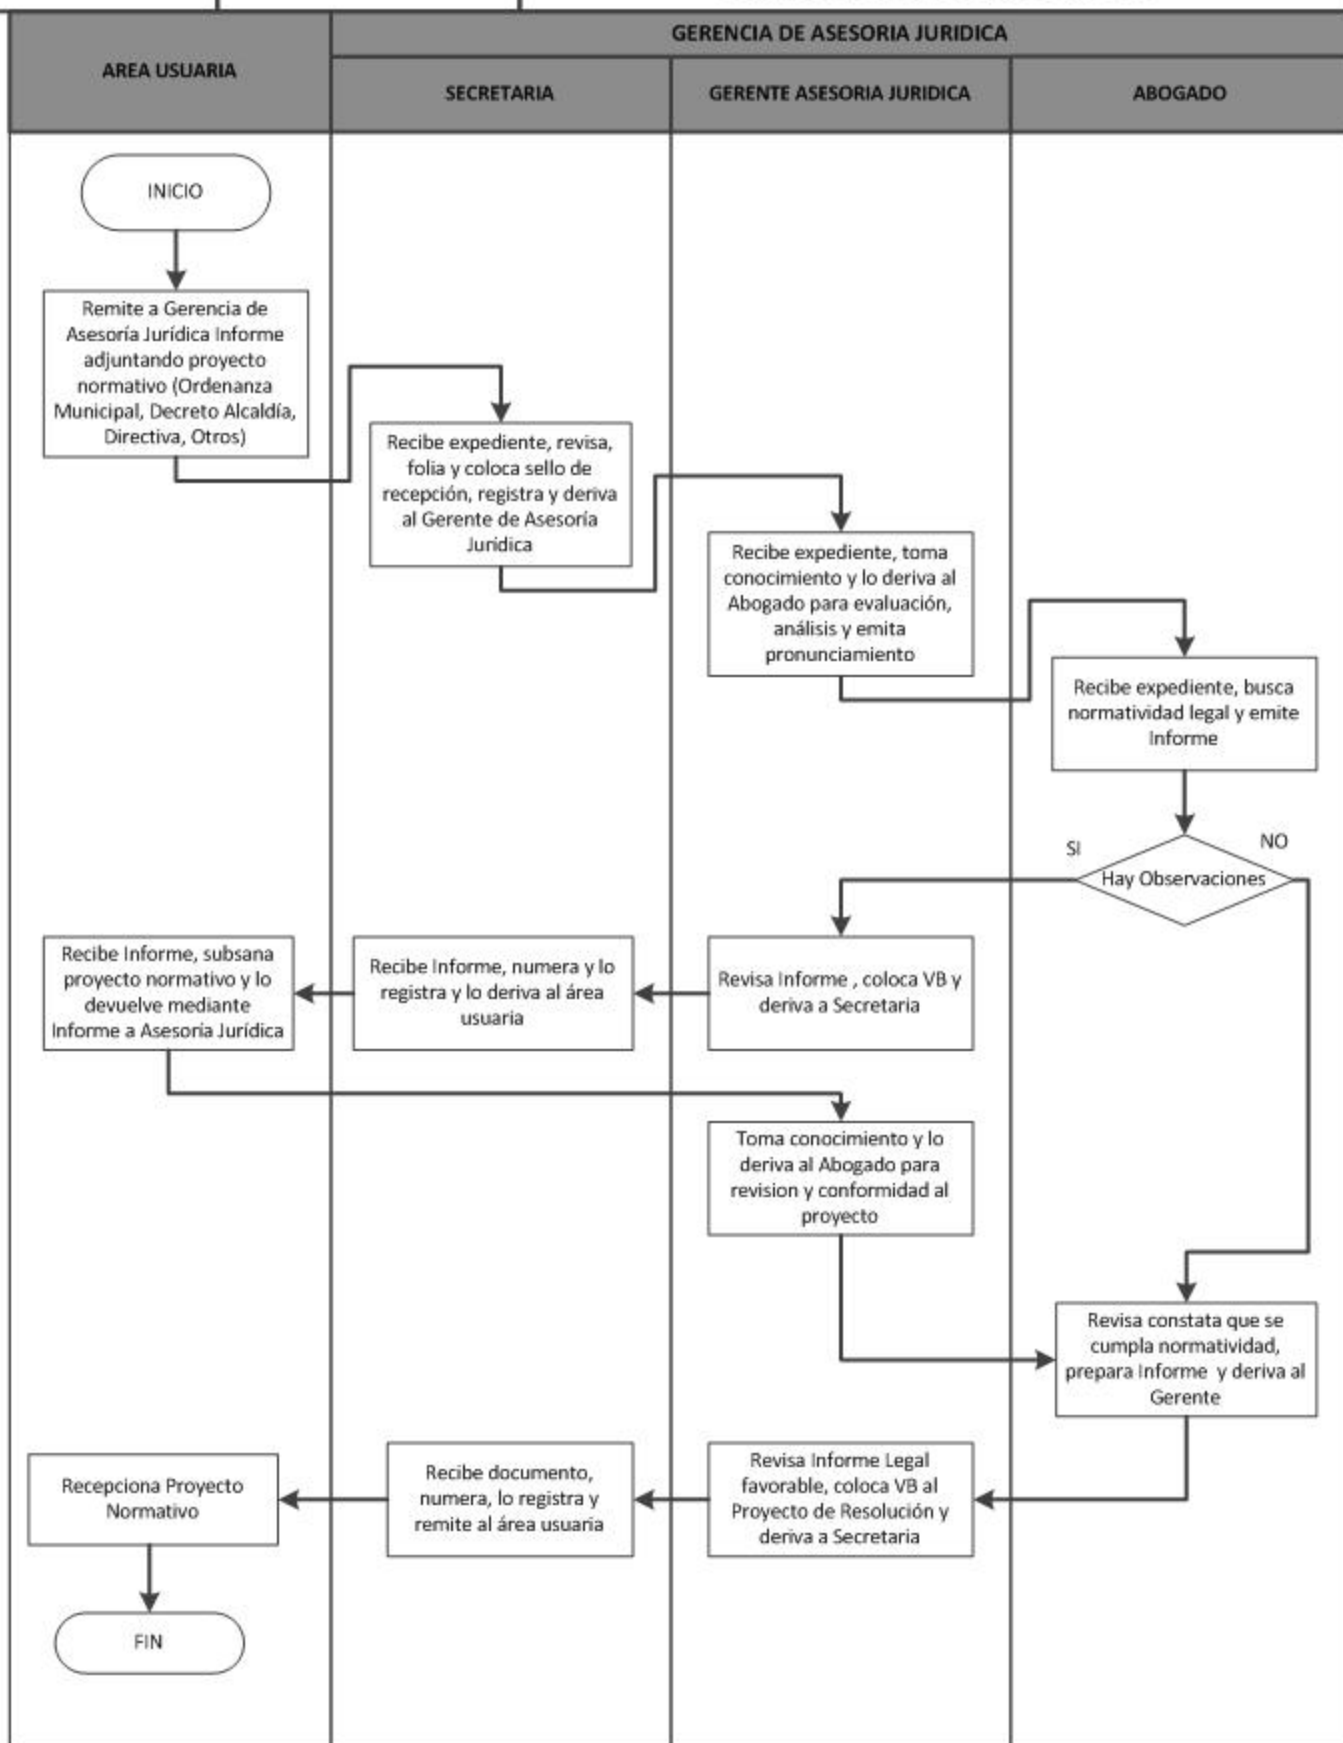 GERENCIA DE ASESORIA JURIDICA
AREA USUARIA
SECRETARIA
GERENTE ASESORIA JURIDICA
ABOGADO
INICIO
Remite a Gerencia de
Asesoría Jurídica Informe
adjuntando proyecto
normativo (Ordenanza
Municipal, Decreto Alcaldía,
Directiva, Otros)
Recibe expediente, revisa,
folia y coloca sello de
recepción, registra y deriva
al Gerente de Asesoría
Jurídica
Recibe expediente, toma
conocimiento y lo deriva al
Abogado para evaluación,
análisis y emita
pronunciamiento
Recibe expediente, busca
normatividad legal y emite
Informe
SI
NO
Hay Observaciones
Revisa Informe , coloca VB y
deriva a Secretaria
Recibe Informe, numera y lo
registra y lo deriva al área
usuaria
Recibe Informe, subsana
proyecto normativo y lo
devuelve mediante
Informe a Asesoría Jurídica
Toma conocimiento y lo
deriva al Abogado para
revision y conformidad al
proyecto
Revisa constata que se
cumpla normatividad,
prepara Informe y deriva al
Gerente
Revisa Informe Legal
favorable, coloca VB al
Proyecto de Resolución y
deriva a Secretaria
Recibe documento,
numera, lo registra y
remite al área usuaria
Recepciona Proyecto
Normativo
FIN